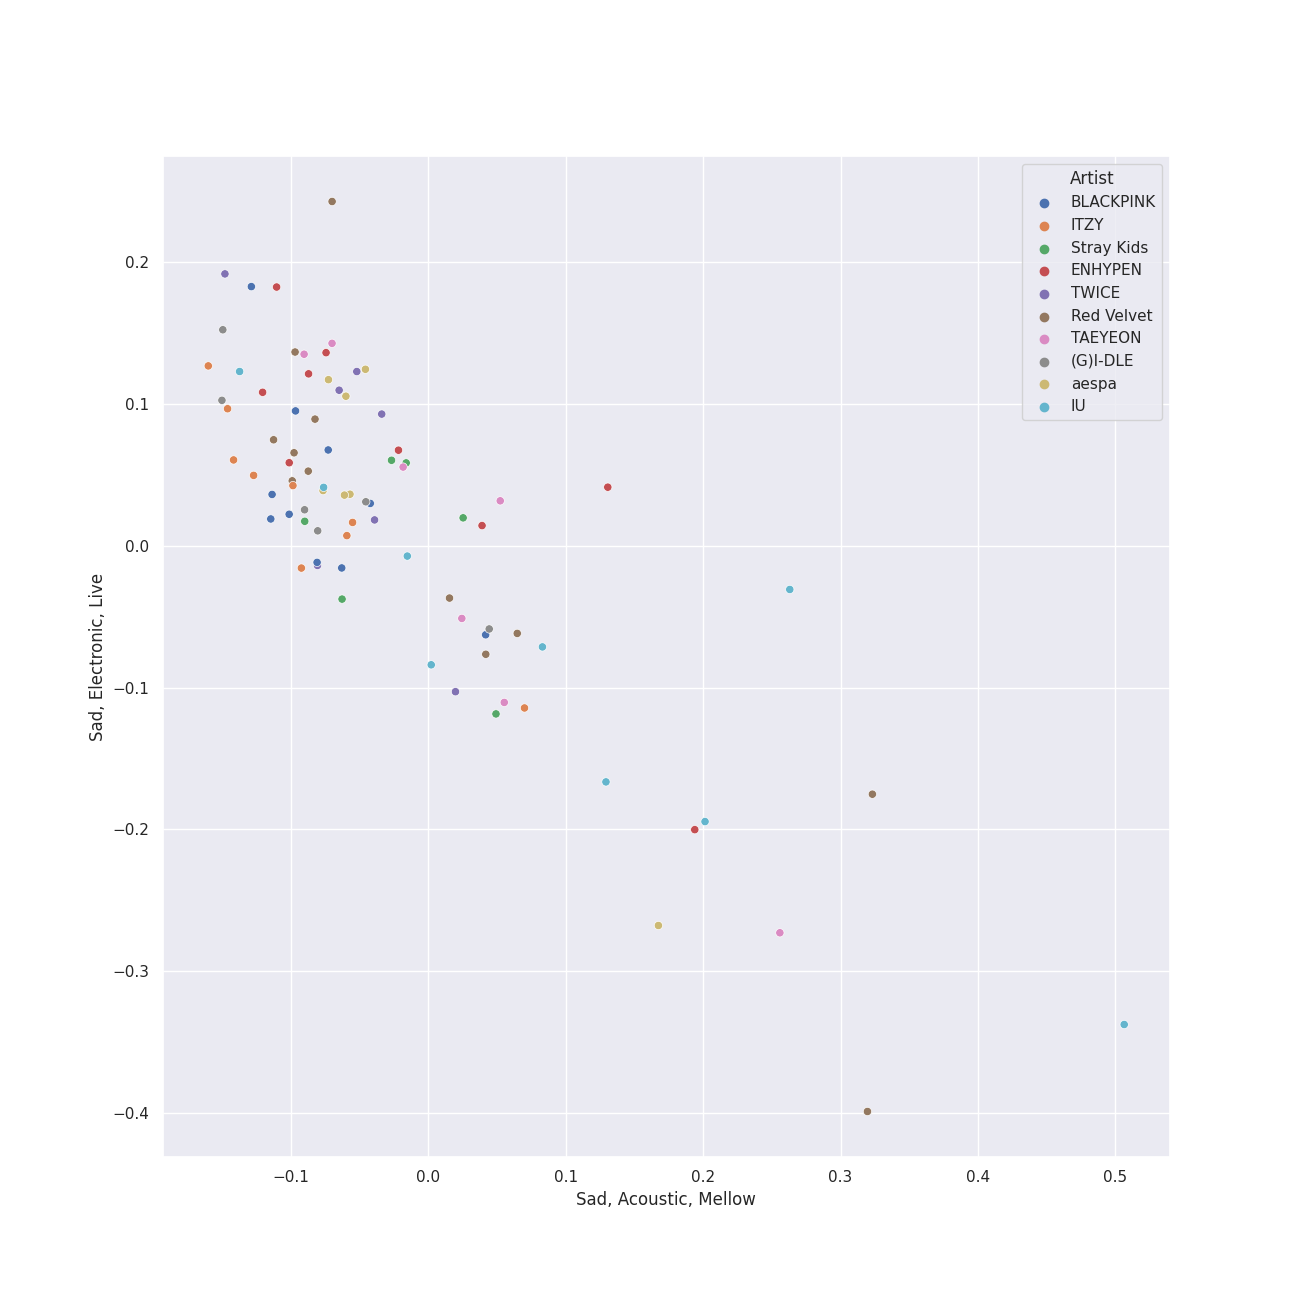 Artist
BLACKPINK
ITZY
Stray Kids
ENHYPEN
TWICE
Red Velvet
TAEYEON
(G)I-DLE
aespa
IU
0.2
0.1
0.0
−0.1
−0.2
−0.3
−0.4
Sad, Electronic, Live
−0.1 0.0 0.1 0.2 0.3 0.4 0.5
Sad, Acoustic, Mellow